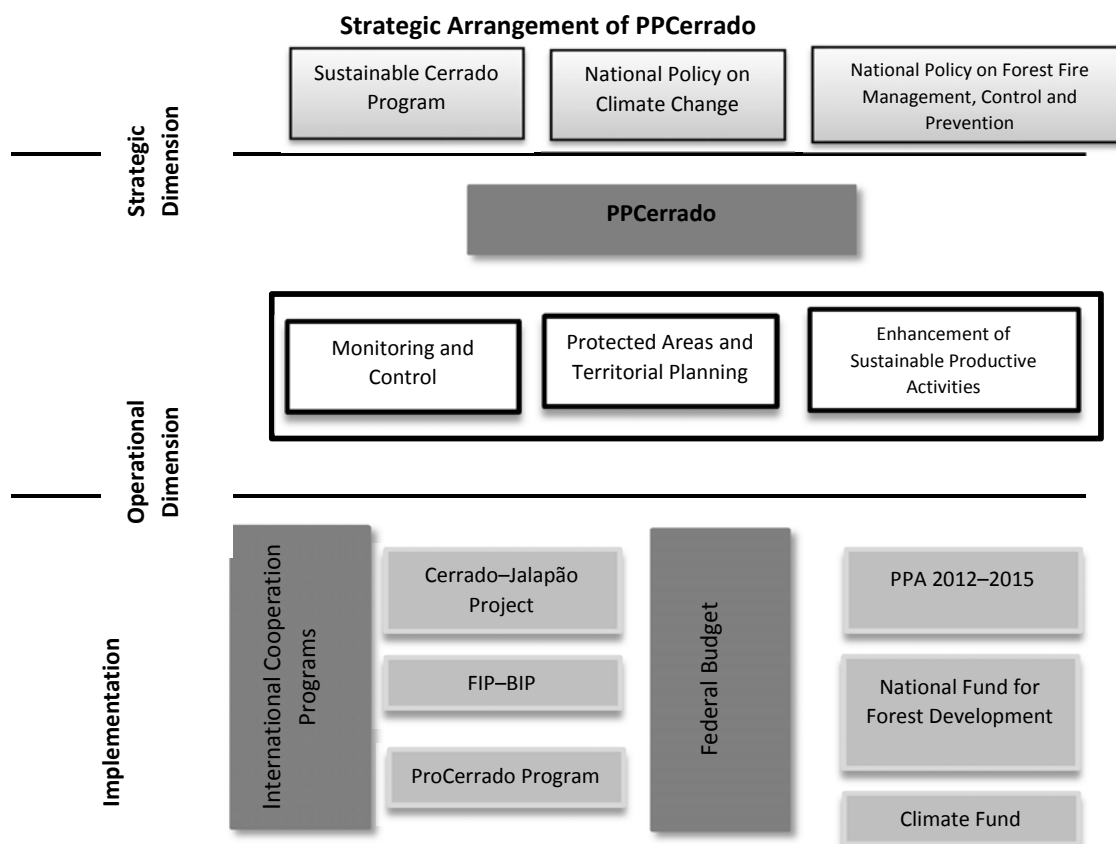 Strategic Arrangement of PPCerrado
Sustainable Cerrado
Program
National Policy on
Climate Change
National Policy on Forest Fire
Management, Control and
Prevention
Strategic
Dimension
PPCerrado
Monitoring and
Control
Protected Areas and
Territorial Planning
Enhancement of
Sustainable Productive
Activities
Operational
Dimension
Implementation
International Cooperation
Programs
Cerrado–Jalapão
Project
FIP–BIP
ProCerrado Program
Federal Budget
PPA 2012–2015
National Fund for
Forest Development
Climate Fund